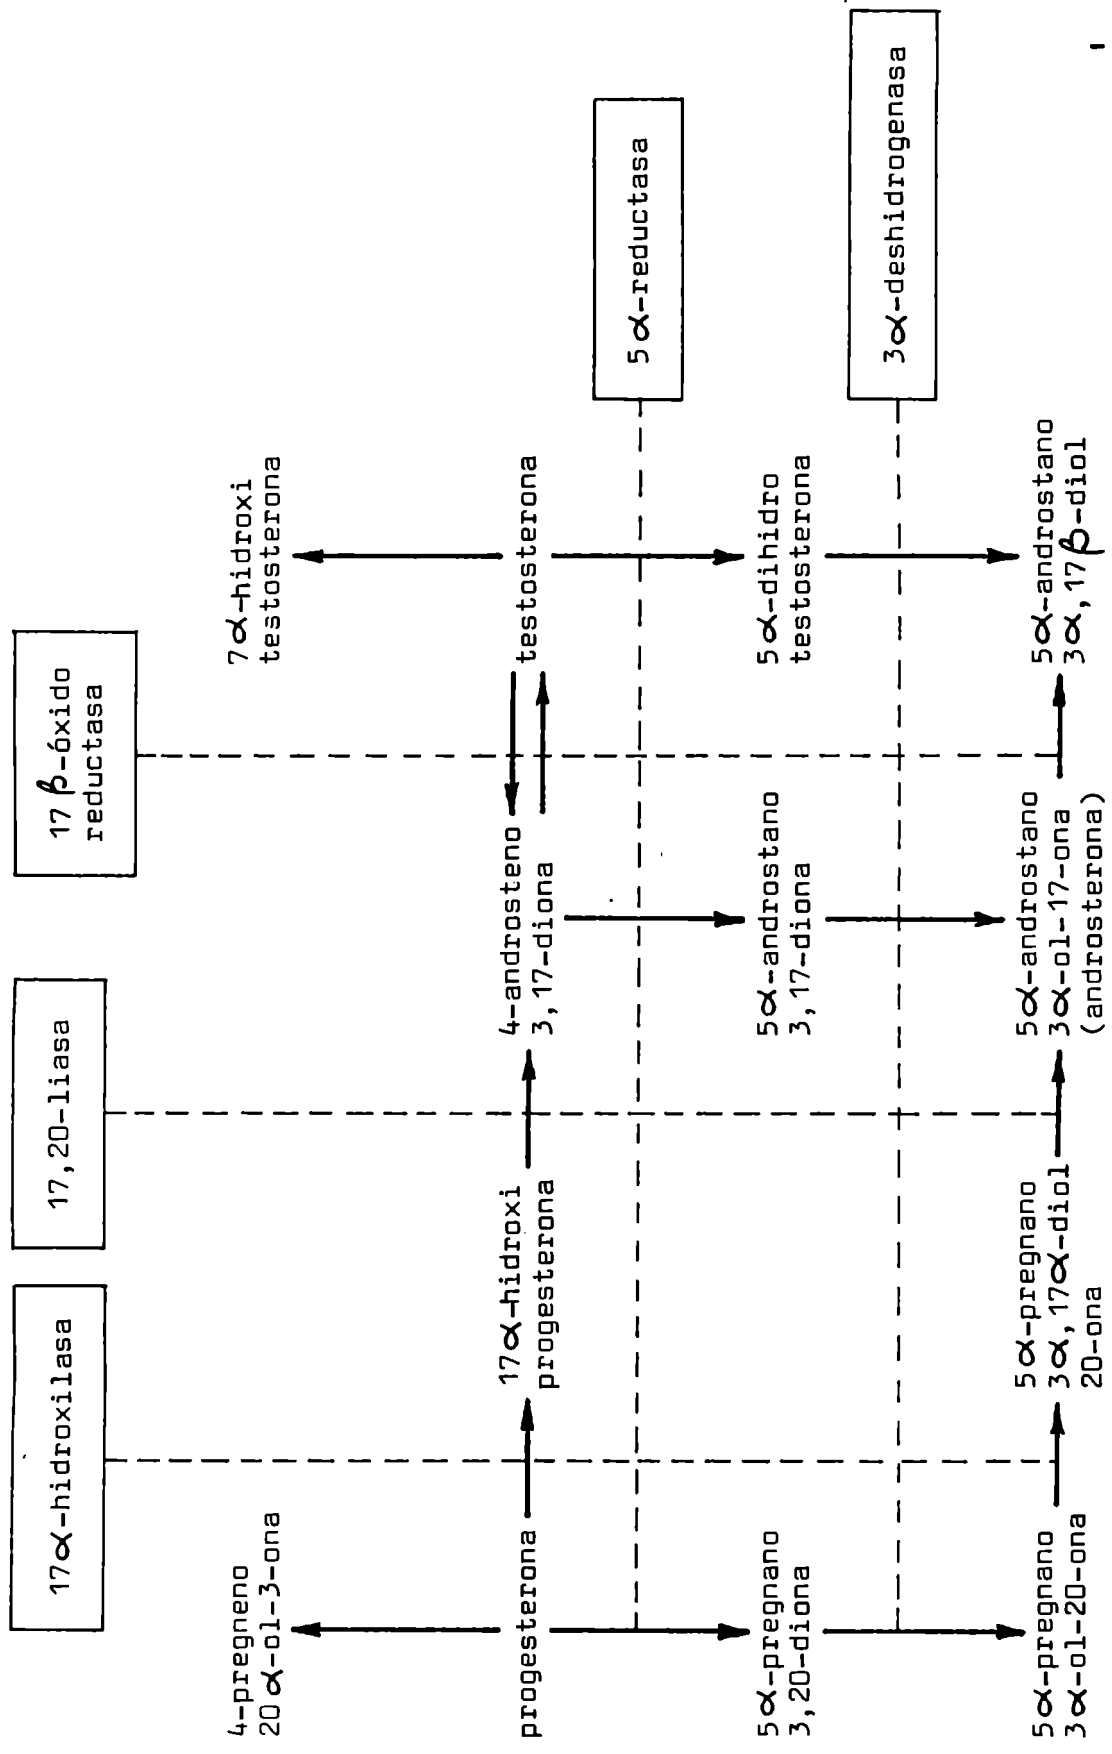 17α-hidroxilasa
17,20-liasa
17β-óxido
reductasa
4-pregneno
20α-ol-3-ona
7α-hidroxi
testosterona
progesterona
17α-hidroxi
progesterona
4-androsteno
3,17-diona
testosterona
5α-reductasa
5α-pregnano
3,20-diona
5α-androstano
3,17-diona
5α-dihidro
testosterona
3α-deshidrogenasa
5α-pregnano
3α-ol-20-ona
5α-pregnano
3α,17α-diol
20-ona
5α-androstano
3α-ol-17-ona
(androsterona)
5α-androstano
3α,17β-diol